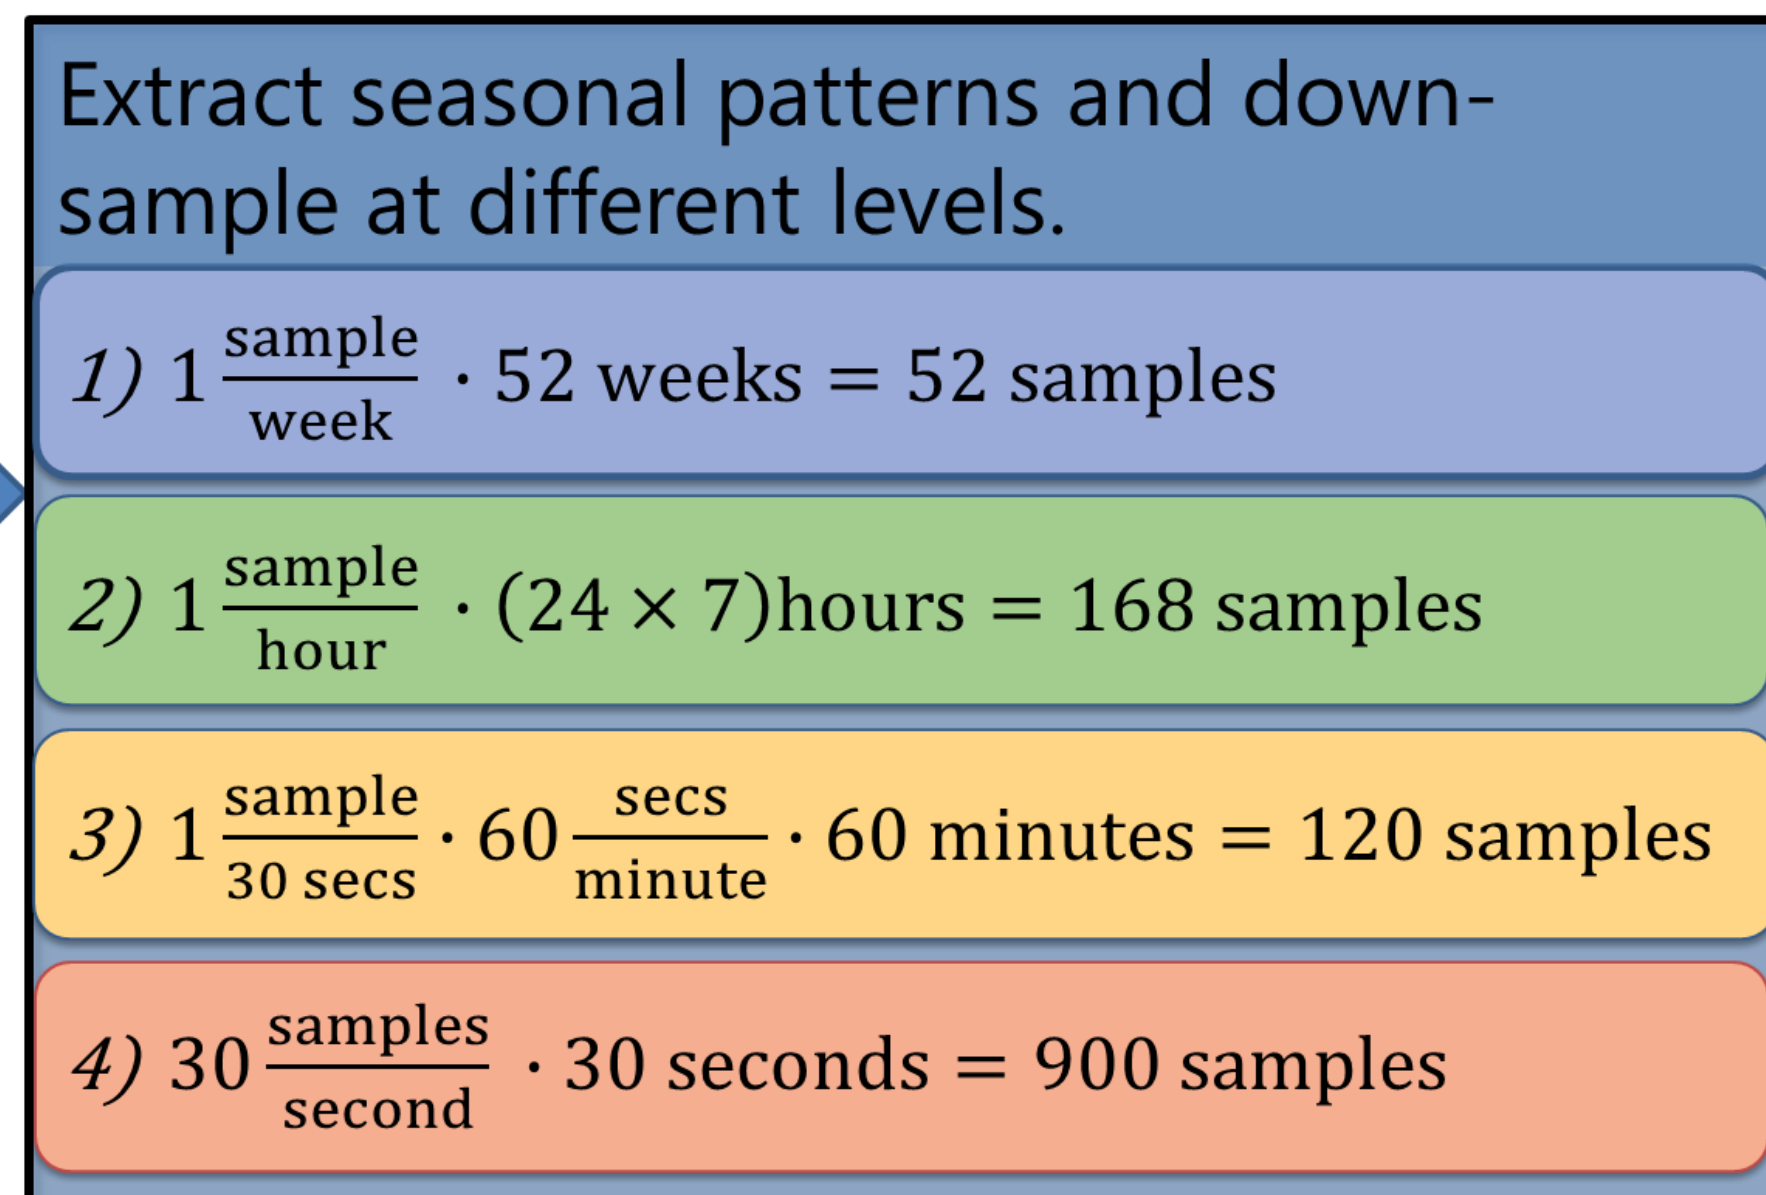 Extract seasonal patterns and down-
sample at different levels.
1) 1 sample/week · 52 weeks = 52 samples
2) 1 sample/hour · (24 × 7)hours = 168 samples
3) 1 sample/30 secs · 60 secs/minute · 60 minutes = 120 samples
4) 30 samples/second · 30 seconds = 900 samples